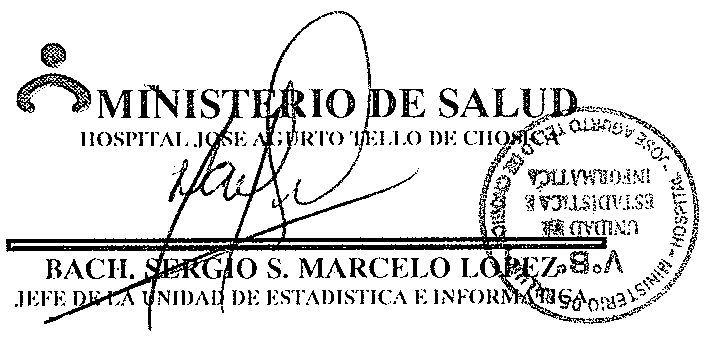 MINISTERIO DE SALUD
HOSPITAL JOSE AGURTO TELLO DE CHOSICA
BACH. SERGIO S. MARCELO LOPEZ
JEFE DE LA UNIDAD DE ESTADISTICA E INFORMATICA
MINISTERIO DE SALUD - HOSPITAL - JOSE AGURTO TELLO DE CHOSICA
V°B°
UNIDAD DE
ESTADISTICA E
INFORMATICA